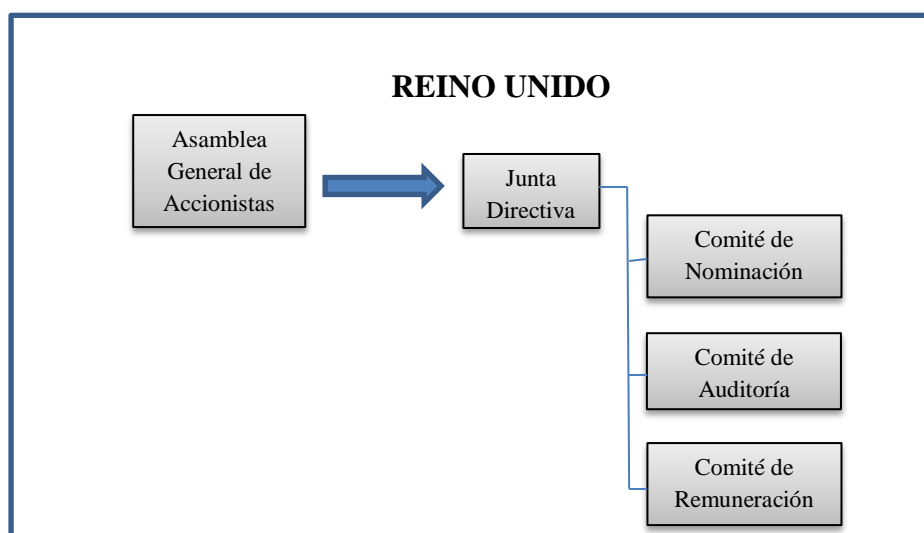 REINO UNIDO
Asamblea
General de
Accionistas
Junta
Directiva
Comité de
Nominación
Comité de
Auditoría
Comité de
Remuneración